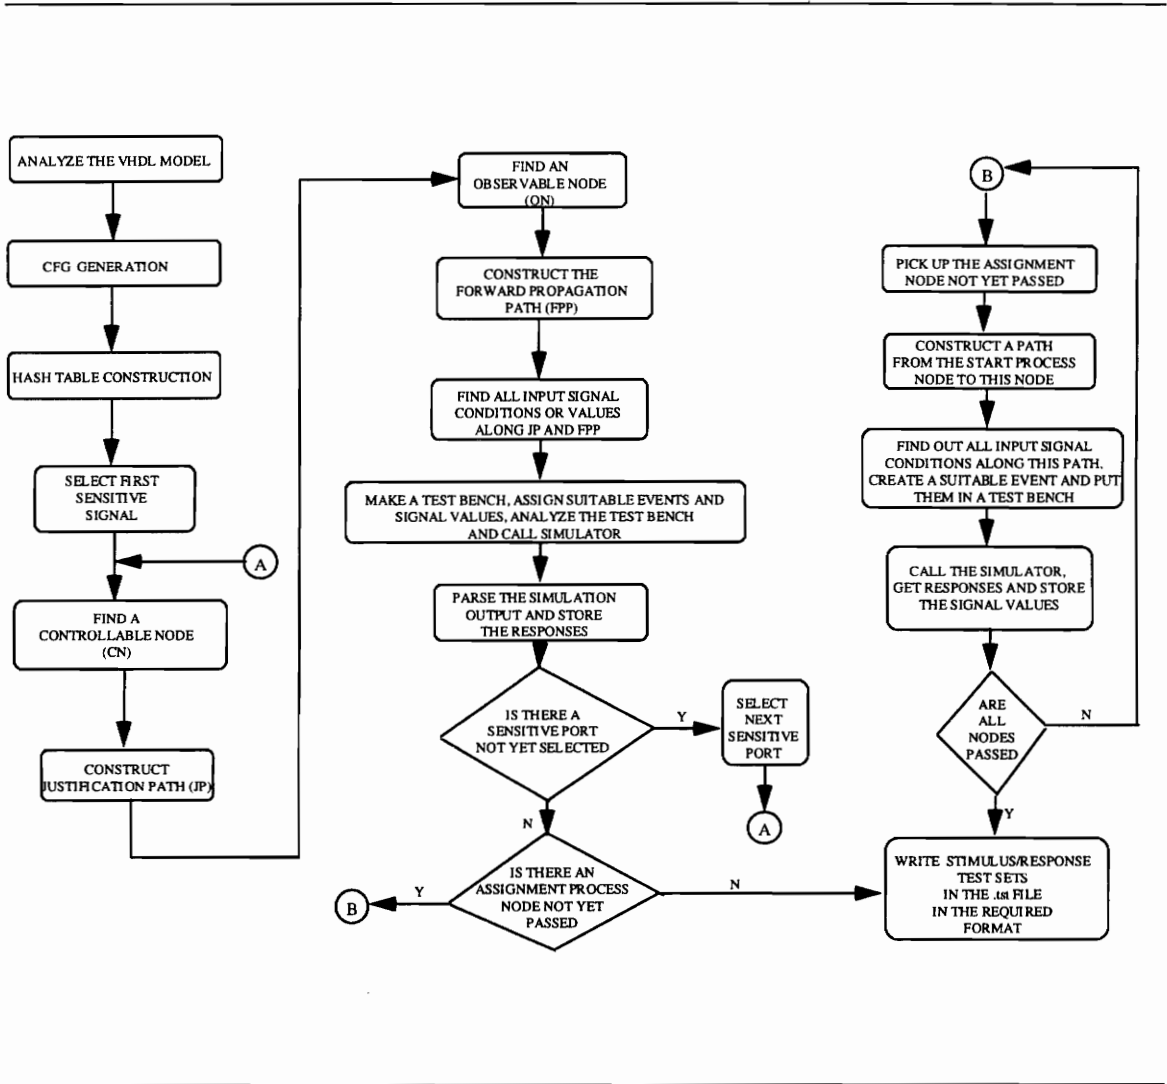 ANALYZE THE VHDL MODEL
CFG GENERATION
HASH TABLE CONSTRUCTION
SELECT FIRST
SENSITIVE
SIGNAL
A
FIND A
CONTROLLABLE NODE
(CN)
CONSTRUCT
JUSTIFICATION PATH (JP)
FIND AN
OBSERVABLE NODE
(ON)
CONSTRUCT THE
FORWARD PROPAGATION
PATH (FPP)
FIND ALL INPUT SIGNAL
CONDITIONS OR VALUES
ALONG JP AND FPP
MAKE A TEST BENCH, ASSIGN SUITABLE EVENTS AND
SIGNAL VALUES, ANALYZE THE TEST BENCH
AND CALL SIMULATOR
PARSE THE SIMULATION
OUTPUT AND STORE
THE RESPONSES
IS THERE A
SENSITIVE PORT
NOT YET SELECTED
Y
SELECT
NEXT
SENSITIVE
PORT
A
N
IS THERE AN
ASSIGNMENT PROCESS
NODE NOT YET
PASSED
Y
B
N
B
PICK UP THE ASSIGNMENT
NODE NOT YET PASSED
CONSTRUCT A PATH
FROM THE START PROCESS
NODE TO THIS NODE
FIND OUT ALL INPUT SIGNAL
CONDITIONS ALONG THIS PATH.
CREATE A SUITABLE EVENT AND PUT
THEM IN A TEST BENCH
CALL THE SIMULATOR,
GET RESPONSES AND STORE
THE SIGNAL VALUES
ARE
ALL
NODES
PASSED
N
Y
WRITE STIMULUS/RESPONSE
TEST SETS
IN THE .tst FILE
IN THE REQUIRED
FORMAT